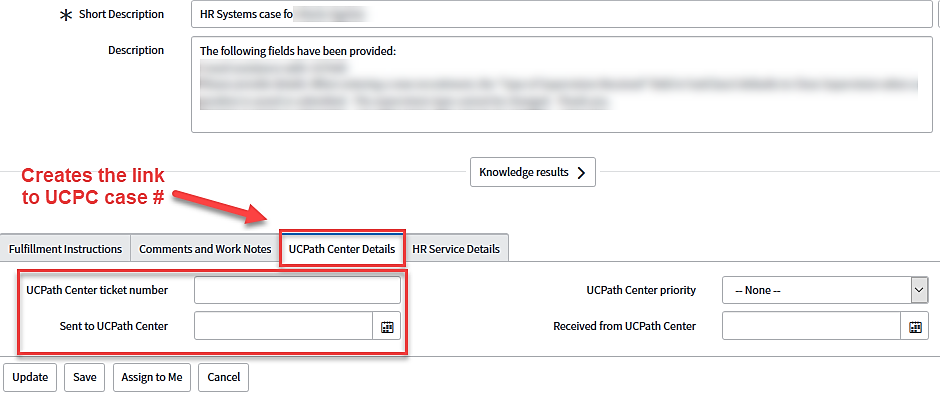 Short Description
HR Systems case fo
Description
The following fields have been provided:
Knowledge results
Creates the link
to UCPC case #
Fulfillment Instructions
Comments and Work Notes
UCPath Center Details
HR Service Details
UCPath Center ticket number
UCPath Center priority
-- None --
Sent to UCPath Center
Received from UCPath Center
Update
Save
Assign to Me
Cancel